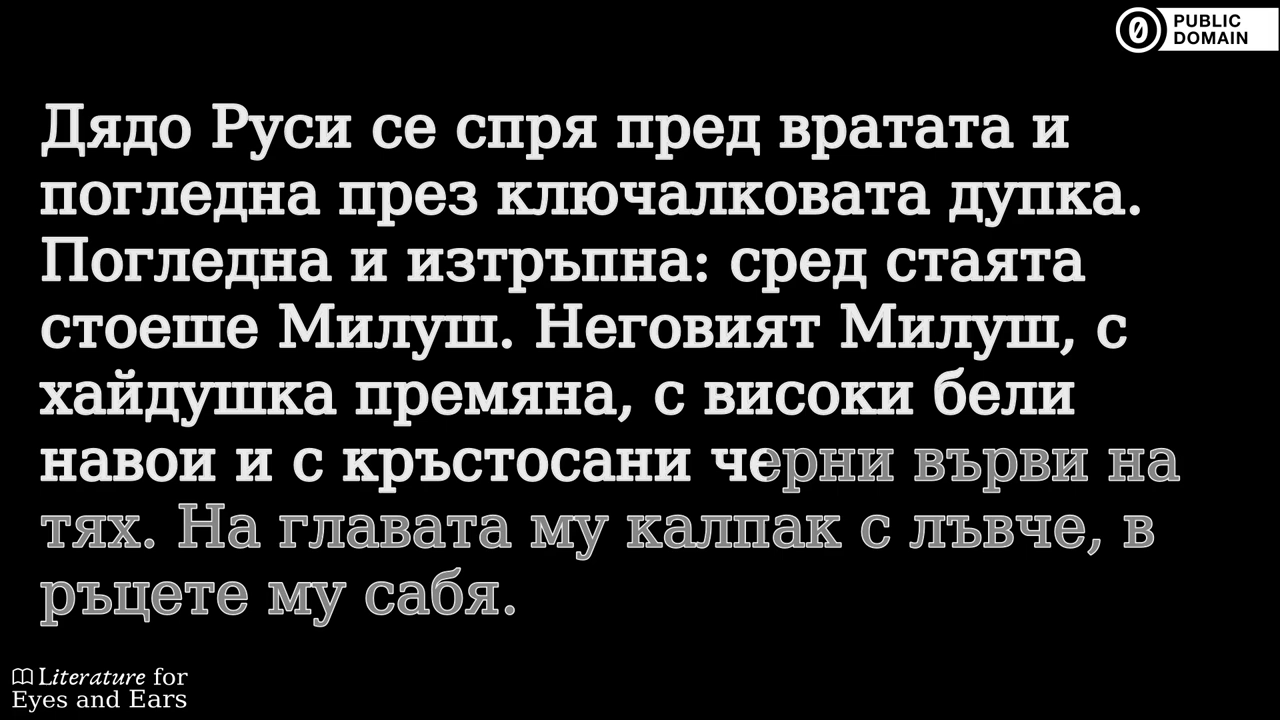 PUBLIC
DOMAIN
Дядо Руси се спря пред вратата и
погледна през ключалковата дупка.
Погледна и изтръпна: сред стаята
стоеше Милуш. Неговият Милуш, с
хайдушка премяна, с високи бели
навои и с кръстосани черни върви на
тях. На главата му калпак с лъвче, в
ръцете му сабя.
Literature for
Eyes and Ears